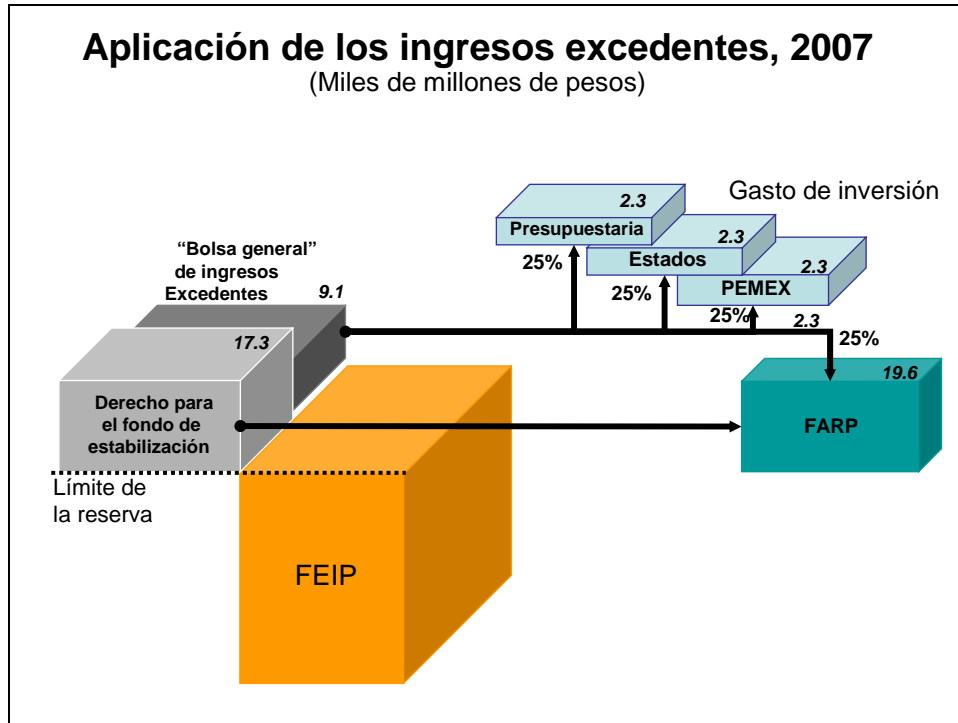 Aplicación de los ingresos excedentes, 2007
(Miles de millones de pesos)
Gasto de inversión
2.3
Presupuestaria
25%
2.3
Estados
25%
2.3
PEMEX
25%
2.3
25%
“Bolsa general”
de ingresos
Excedentes
9.1
17.3
Derecho para
el fondo de
estabilización
19.6
FARP
Límite de
la reserva
FEIP